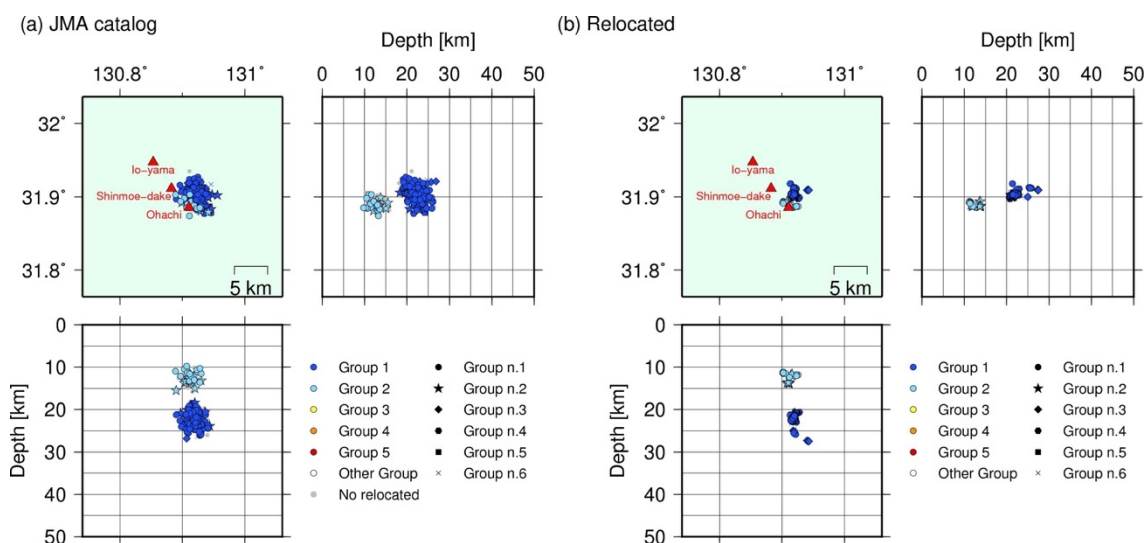 (a) JMA catalog
Depth [km]
130.8˚ 131˚
0 10 20 30 40 50
32˚
31.9˚
31.8˚
Io−yama
Shinmoe−dake
Ohachi
5 km
Depth [km]
0
10
20
30
40
50
Group 1 Group n.1
Group 2 Group n.2
Group 3 Group n.3
Group 4 Group n.4
Group 5 Group n.5
Other Group Group n.6
No relocated
(b) Relocated
Depth [km]
130.8˚ 131˚
0 10 20 30 40 50
32˚
31.9˚
31.8˚
Io−yama
Shinmoe−dake
Ohachi
5 km
Depth [km]
0
10
20
30
40
50
Group 1 Group n.1
Group 2 Group n.2
Group 3 Group n.3
Group 4 Group n.4
Group 5 Group n.5
Other Group Group n.6